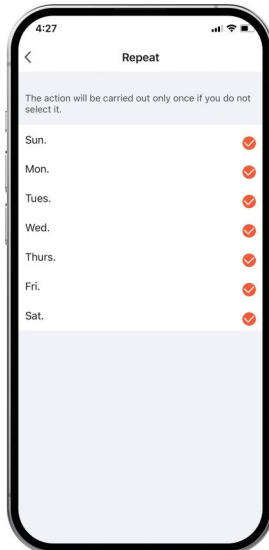 4:27
Repeat
The action will be carried out only once if you do not
select it.
Sun.
Mon.
Tues.
Wed.
Thurs.
Fri.
Sat.